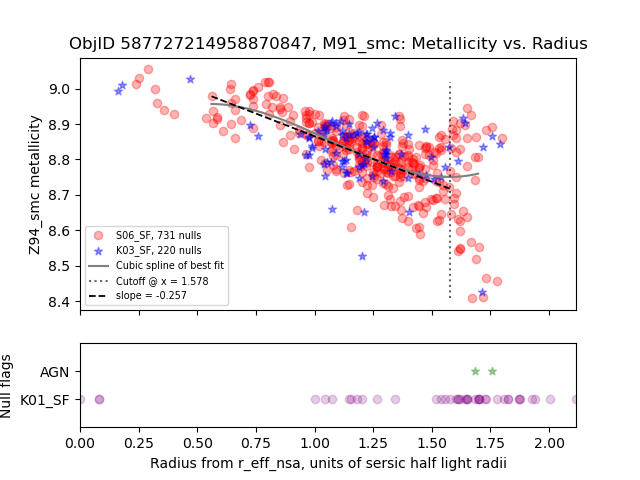 ObjID 587727214958870847, M91_smc: Metallicity vs. Radius
Z94_smc metallicity
9.0
8.9
8.8
8.7
8.6
8.5
8.4
S06_SF, 731 nulls
K03_SF, 220 nulls
Cubic spline of best fit
Cutoff @ x = 1.578
slope = -0.257
Null flags
AGN
K01_SF
0.00 0.25 0.50 0.75 1.00 1.25 1.50 1.75 2.00
Radius from r_eff_nsa, units of sersic half light radii